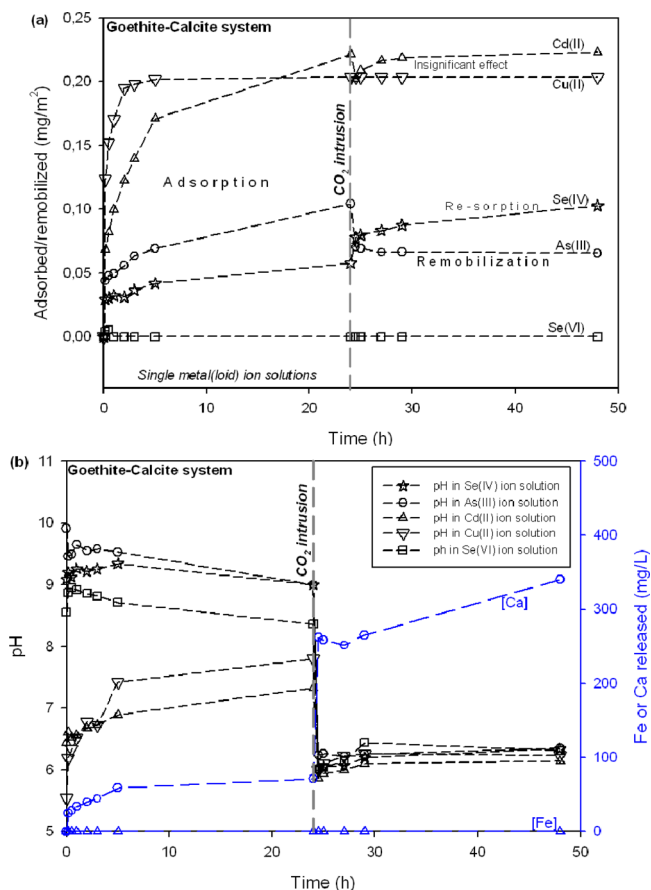 (a)
Goethite-Calcite system
0,25
0,20
0,15
0,10
0,05
0,00
Adsorbed/remobilized (mg/m²)
Cd(II)
Insignificant effect
Cu(II)
Adsorption
CO₂ intrusion
Se(IV)
Re-sorption
As(III)
Remobilization
Se(VI)
Single metal(loid) ion solutions
0 10 20 30 40 50
Time (h)
(b)
Goethite-Calcite system
11
10
9
8
7
6
5
pH
CO₂ intrusion
pH in Se(IV) ion solution
pH in As(III) ion solution
pH in Cd(II) ion solution
pH in Cu(II) ion solution
ph in Se(VI) ion solution
[Ca]
[Fe]
500
400
300
200
100
0
Fe or Ca released (mg/L)
0 10 20 30 40 50
Time (h)